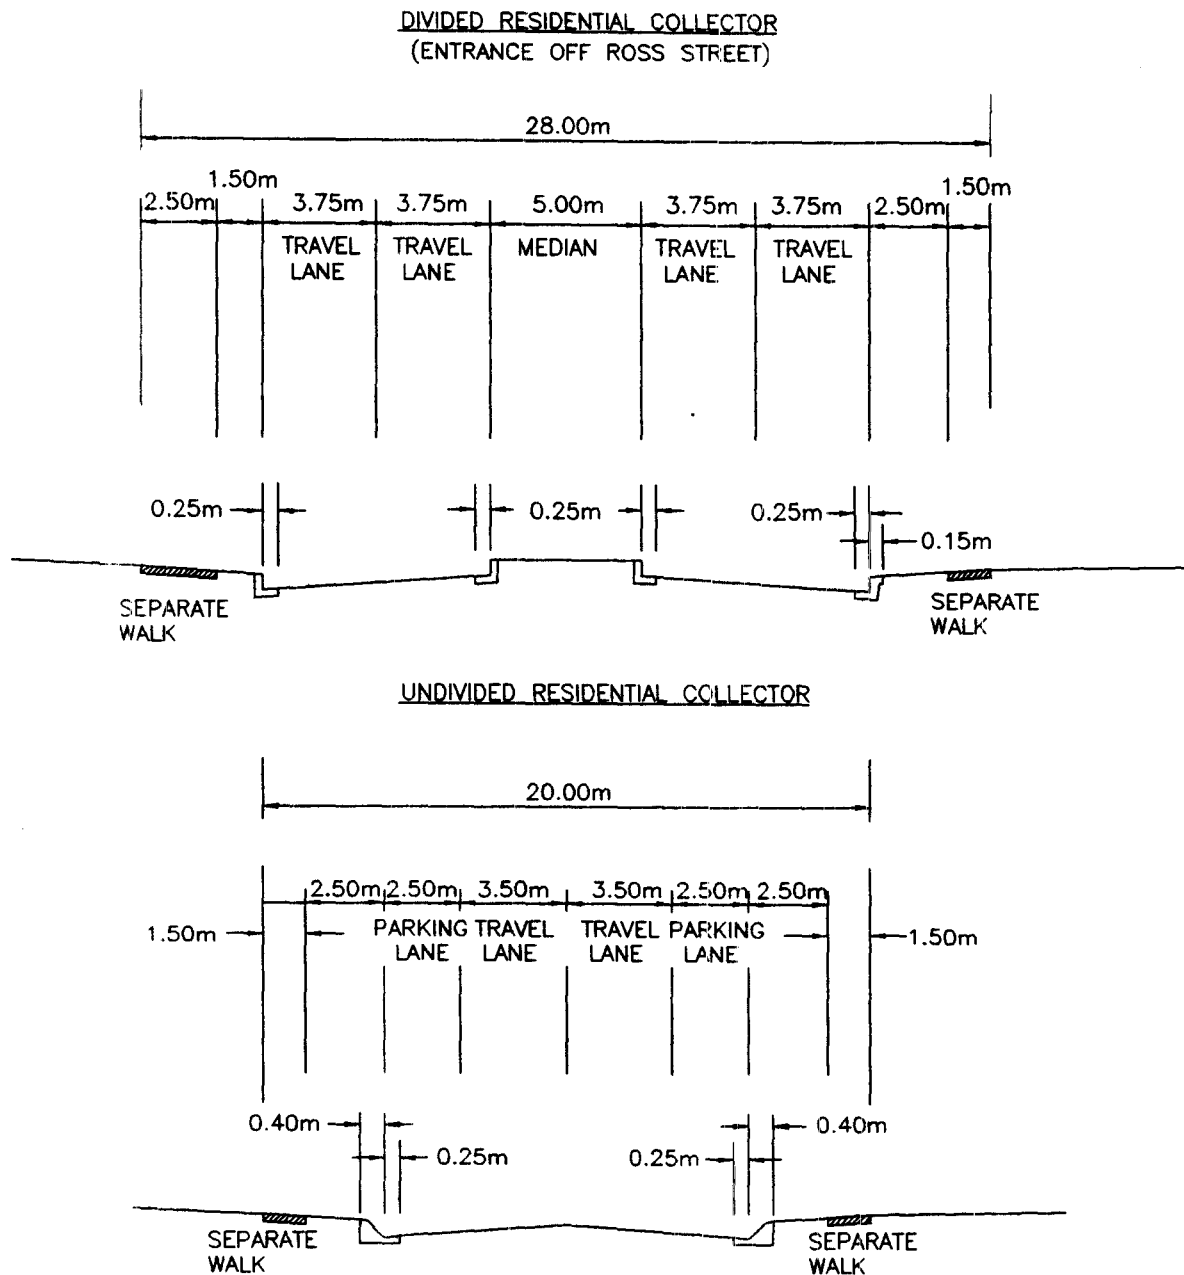 DIVIDED RESIDENTIAL COLLECTOR
(ENTRANCE OFF ROSS STREET)
28.00m
1.50m 1.50m
2.50m 3.75m 3.75m 5.00m 3.75m 3.75m 2.50m
TRAVEL TRAVEL MEDIAN TRAVEL TRAVEL
LANE LANE LANE LANE
0.25m 0.25m 0.25m
0.15m
SEPARATE SEPARATE
WALK WALK
UNDIVIDED RESIDENTIAL COLLECTOR
20.00m
2.50m 2.50m 3.50m 3.50m 2.50m 2.50m
1.50m PARKING TRAVEL TRAVEL PARKING 1.50m
LANE LANE LANE LANE
0.40m 0.40m
0.25m 0.25m
SEPARATE SEPARATE
WALK WALK